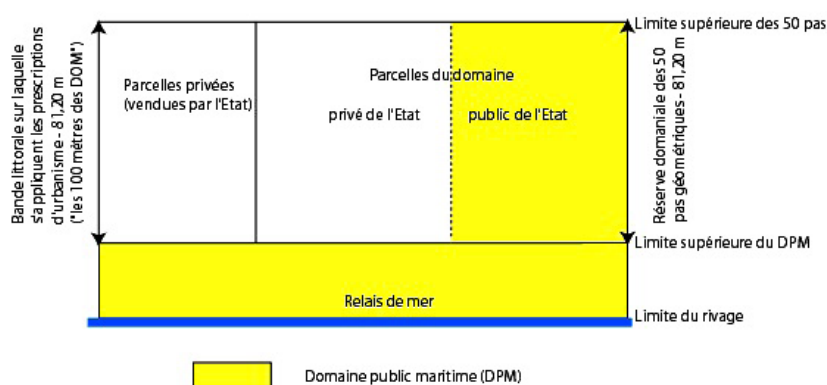 Limite supérieure des 50 pas
Bande littorale sur laquelle
s'appliquent les prescriptions
d'urbanisme - 81,20 m
("les 100 mètres des DOM")
Parcelles privées
(vendues par l'Etat)
Parcelles du domaine
privé de l'Etat
public de l'Etat
Réserve domaniale des 50
pas géométriques - 81,20 m
Limite supérieure du DPM
Relais de mer
Limite du rivage
Domaine public maritime (DPM)